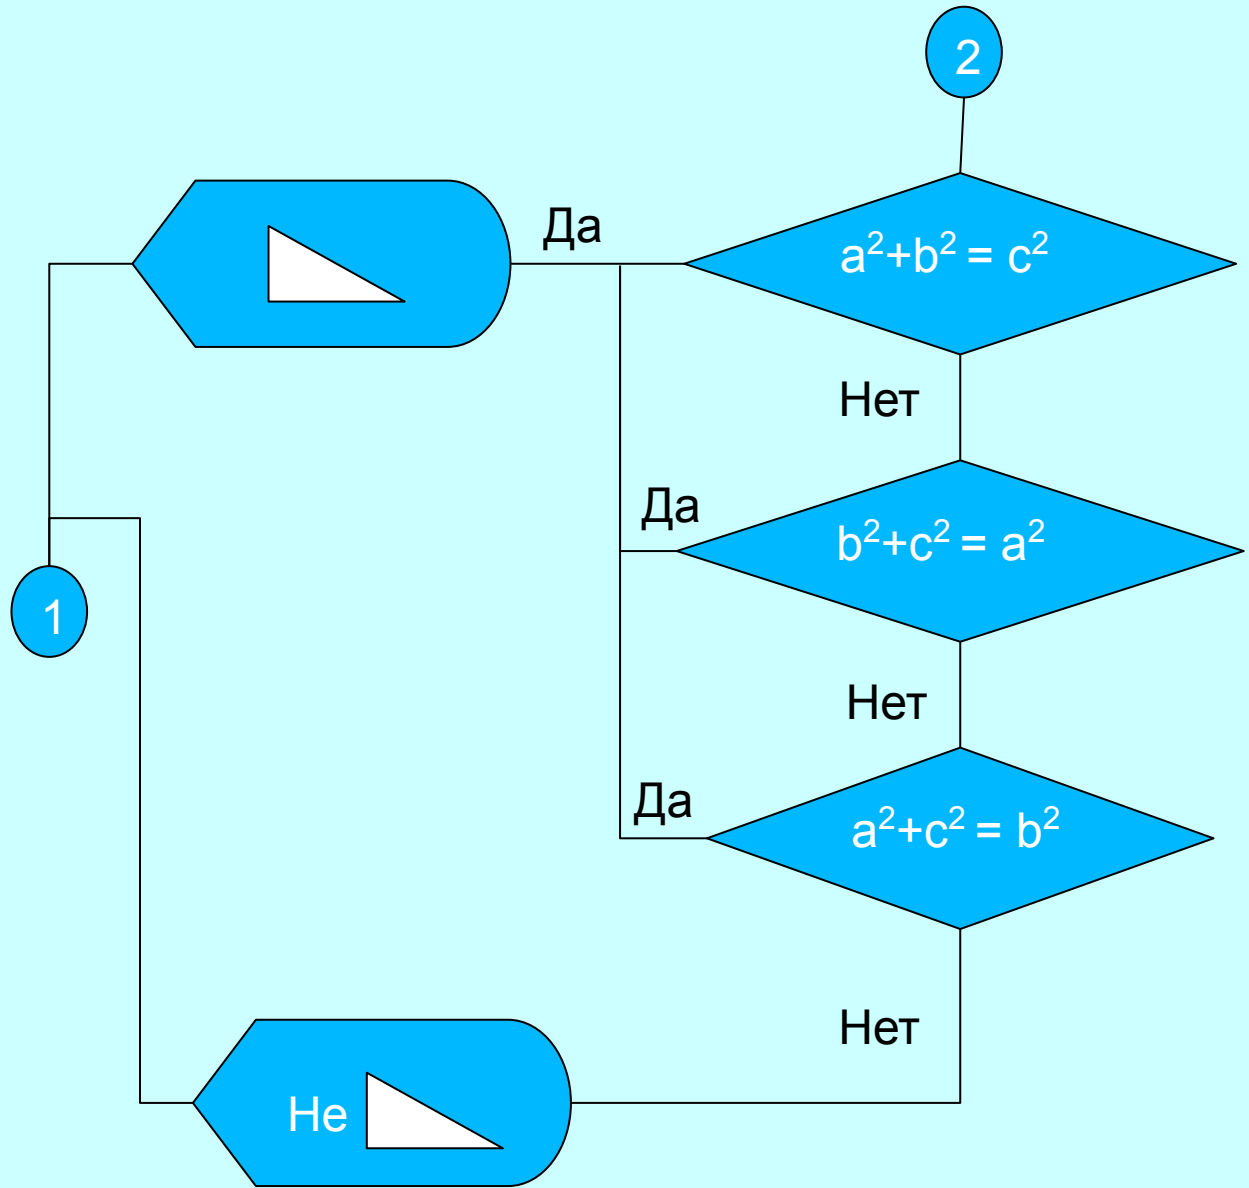 2
Да
a²+b² = c²
Нет
Да
b²+c² = a²
1
Нет
Да
a²+c² = b²
Нет
Не